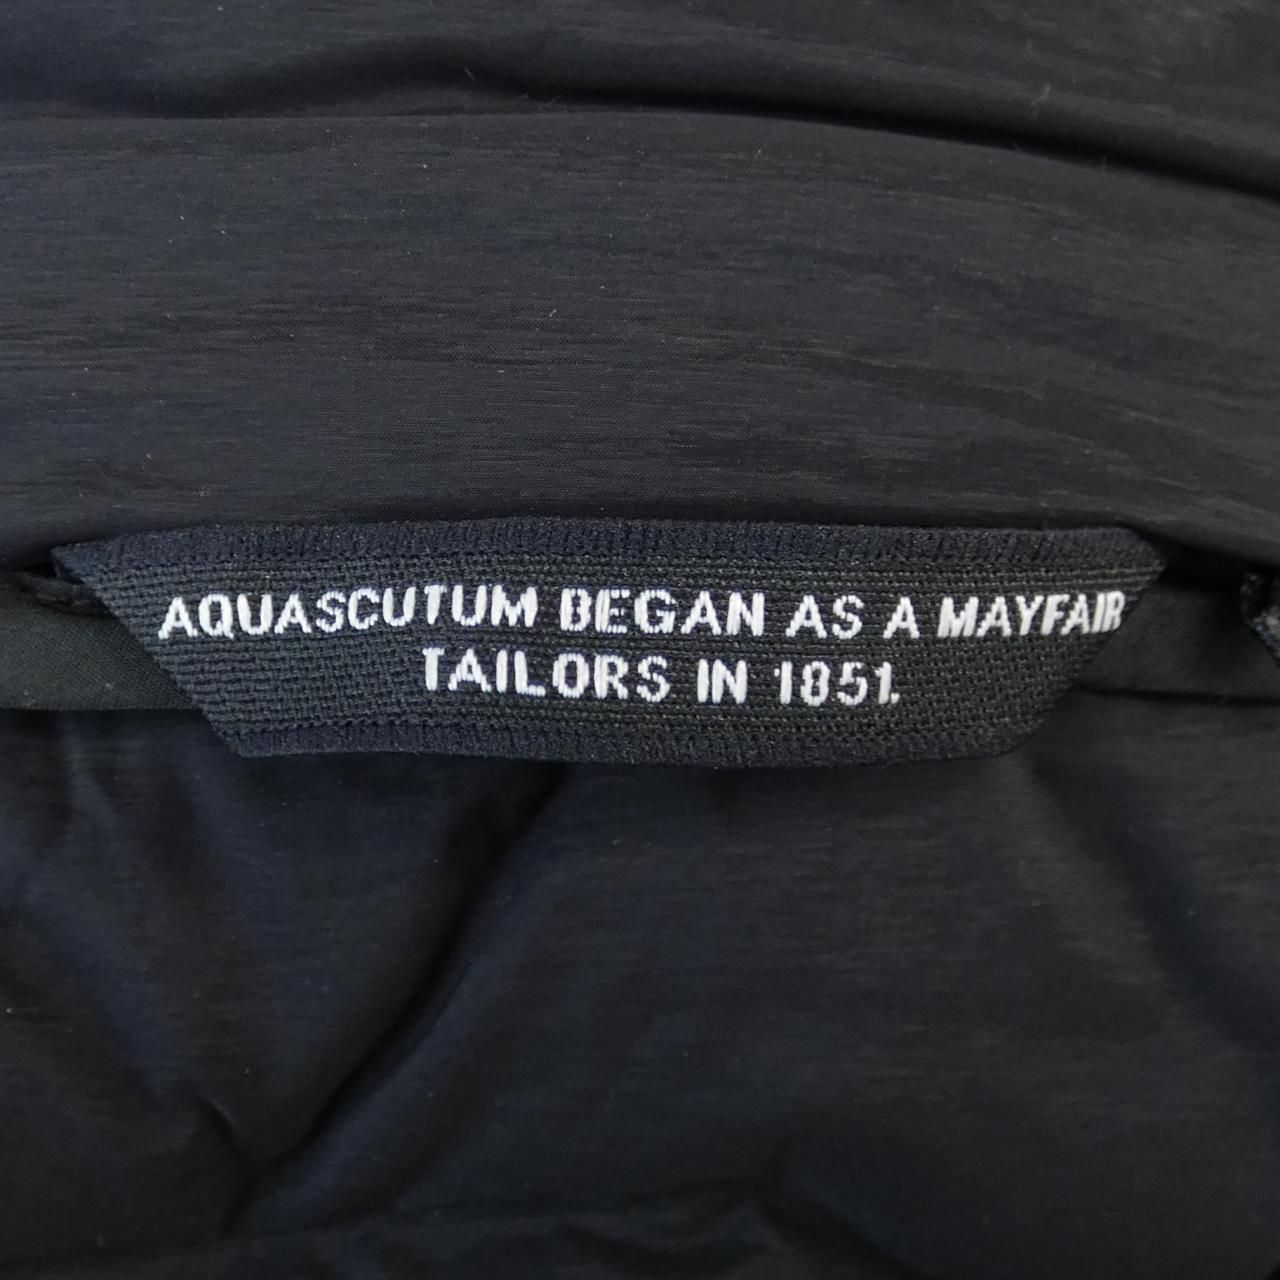 AQUASCUTUM BEGAN AS A MAYFAIR
TAILORS IN 1851.